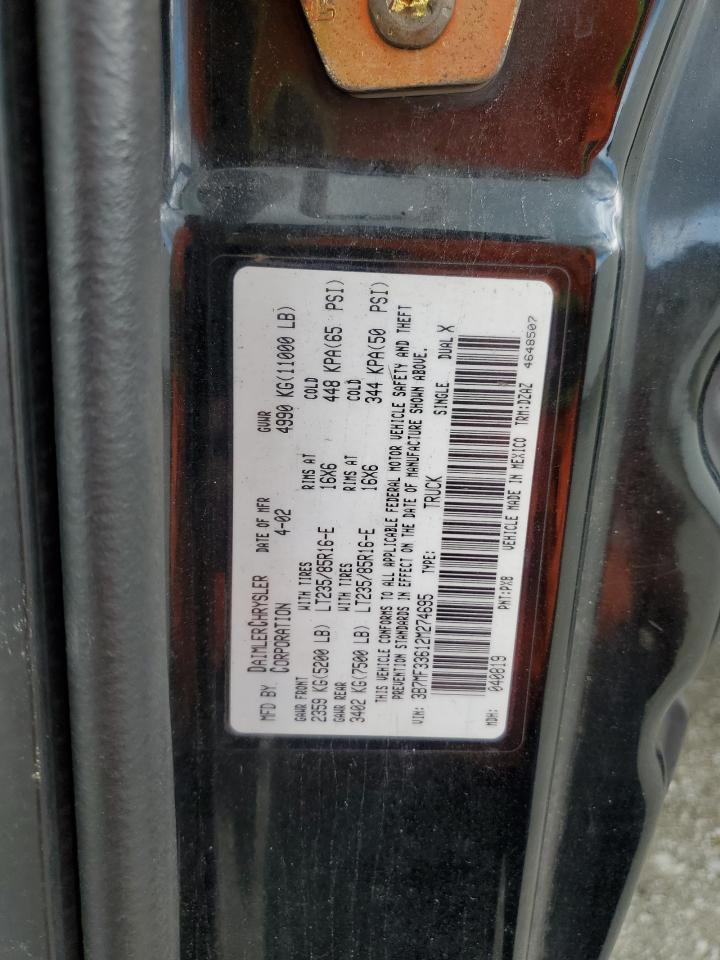 MFD BY DAIMLERCHRYSLER CORPORATION DATE OF MFR 4-02 GVWR 4990 KG(11000 LB)
GAWR FRONT WITH TIRES RIMS AT COLD
2359 KG(5200 LB) LT235/85R16-E 16X6 448 KPA(65 PSI)
GAWR REAR WITH TIRES RIMS AT COLD
3402 KG(7500 LB) LT235/85R16-E 16X6 344 KPA(50 PSI)
THIS VEHICLE CONFORMS TO ALL APPLICABLE FEDERAL MOTOR VEHICLE SAFETY AND THEFT
PREVENTION STANDARDS IN EFFECT ON THE DATE OF MANUFACTURE SHOWN ABOVE.
VIN: 3B7MF33612M274695 TYPE: TRUCK SINGLE DUAL X
MDH: 040819 PNT:PXB VEHICLE MADE IN MEXICO TRM:DZAZ 4648507